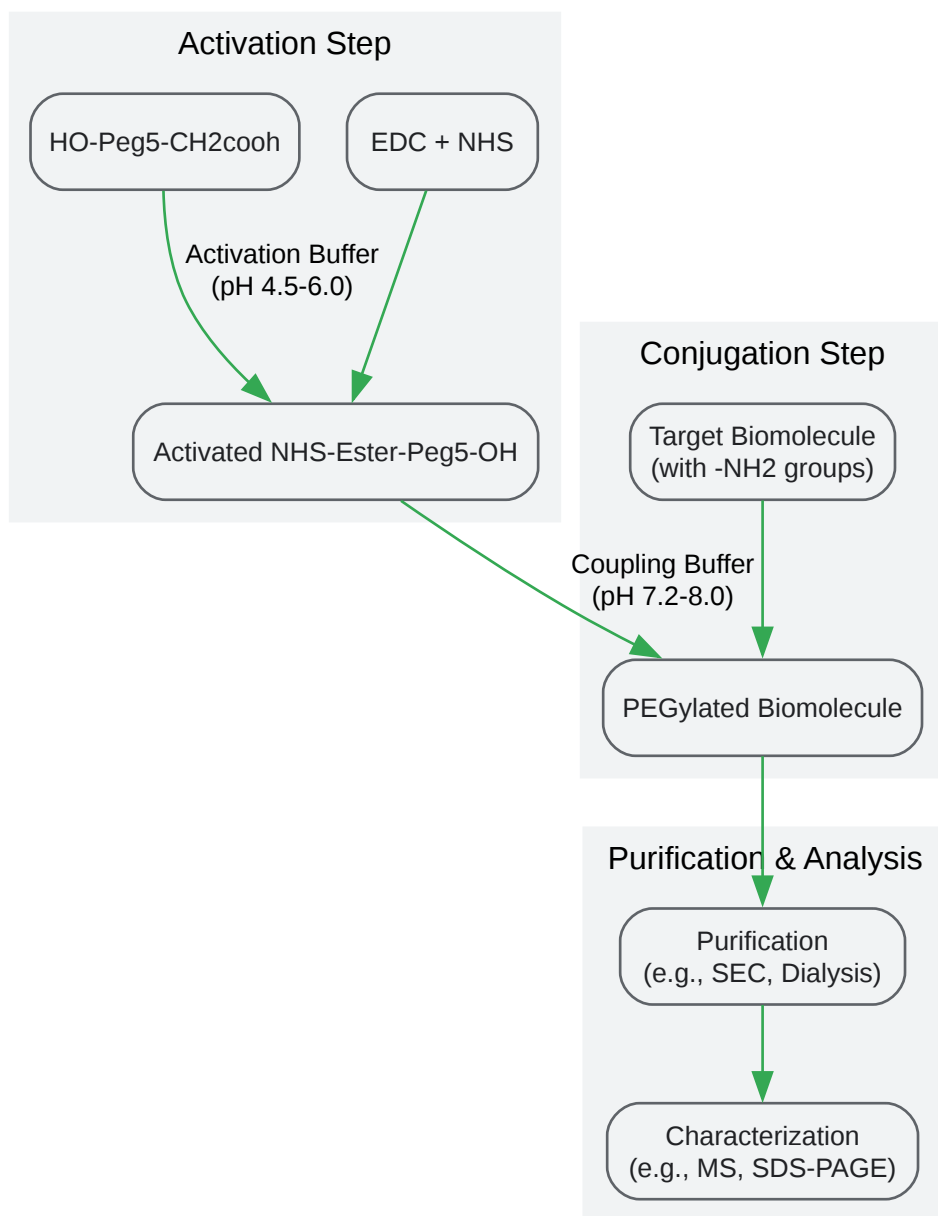 Activation Step
HO-Peg5-CH2cooh
EDC + NHS
Activation Buffer
(pH 4.5-6.0)
Activated NHS-Ester-Peg5-OH
Conjugation Step
Target Biomolecule
(with -NH2 groups)
Coupling Buffer
(pH 7.2-8.0)
PEGylated Biomolecule
Purification & Analysis
Purification
(e.g., SEC, Dialysis)
Characterization
(e.g., MS, SDS-PAGE)